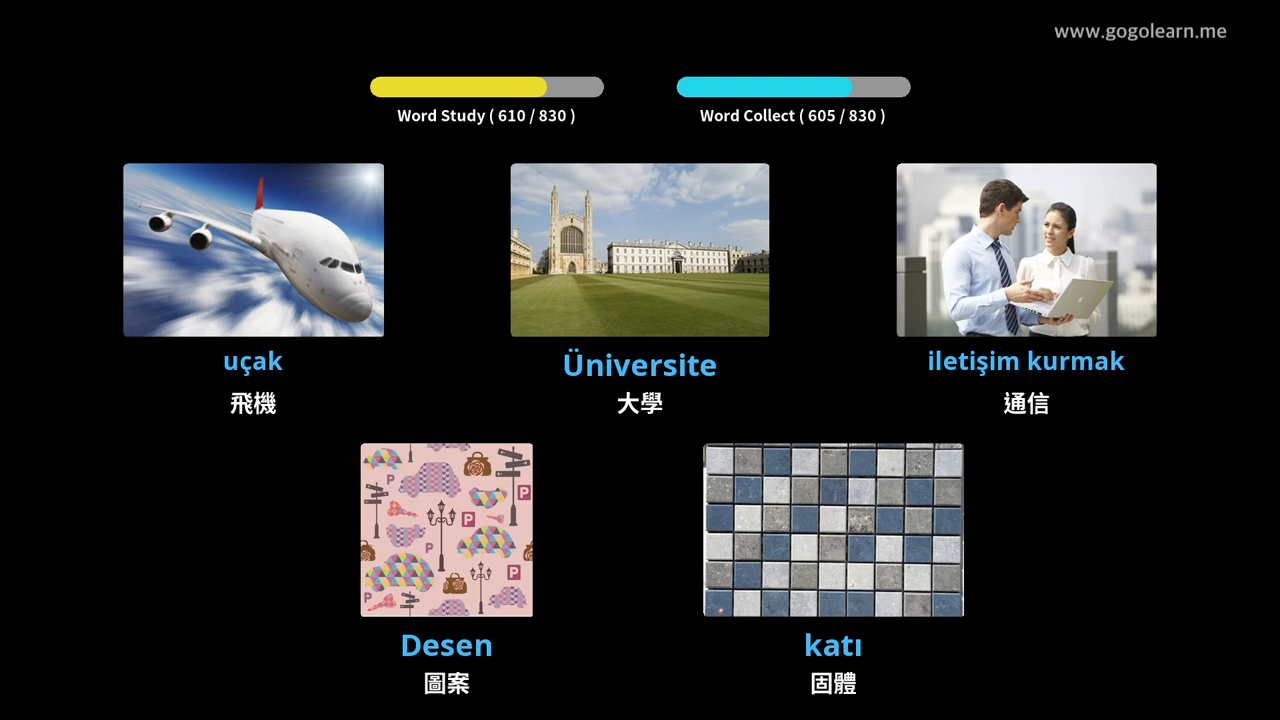 www.gogolearn.me
Word Study ( 610 / 830 )
Word Collect ( 605 / 830 )
uçak
飛機
Üniversite
大學
iletişim kurmak
通信
P
P
P
P
P
P
Desen
圖案
katı
固體